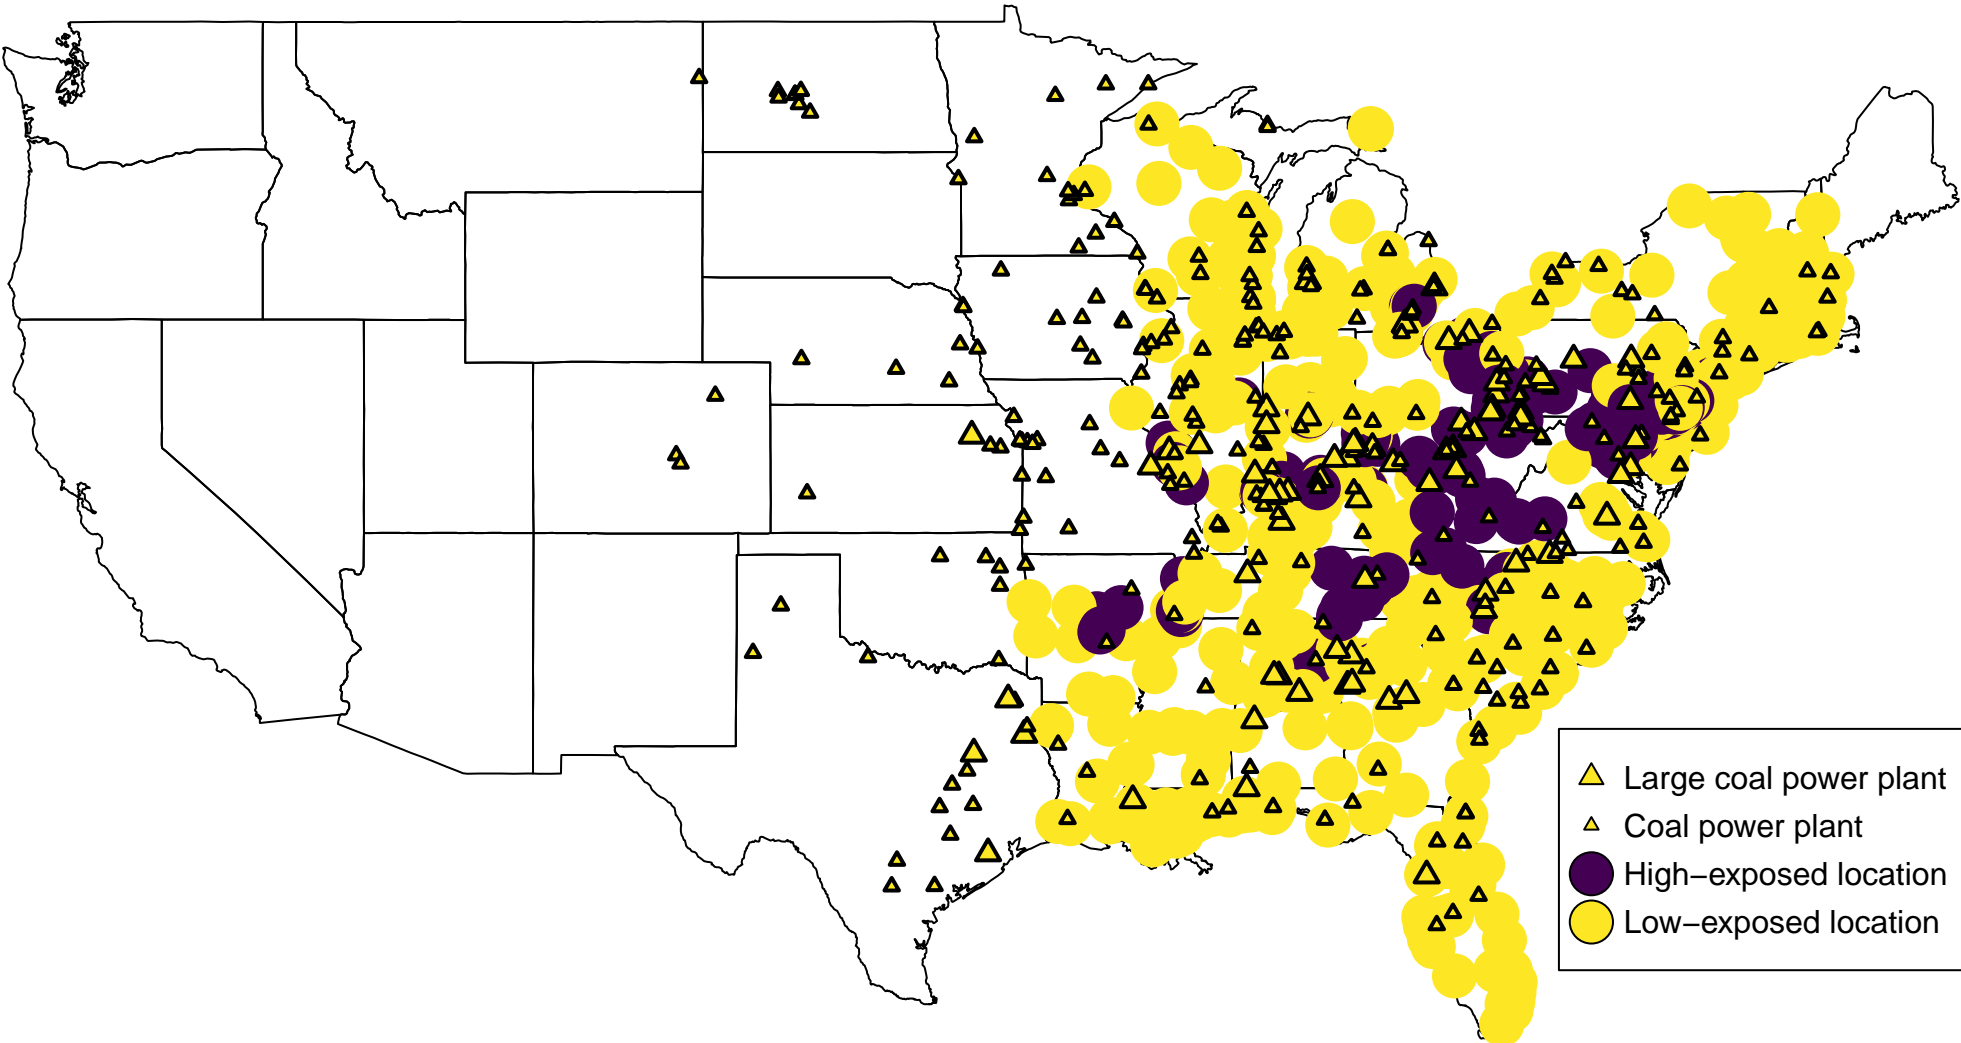 Large coal power plant
Coal power plant
High−exposed location
Low−exposed location